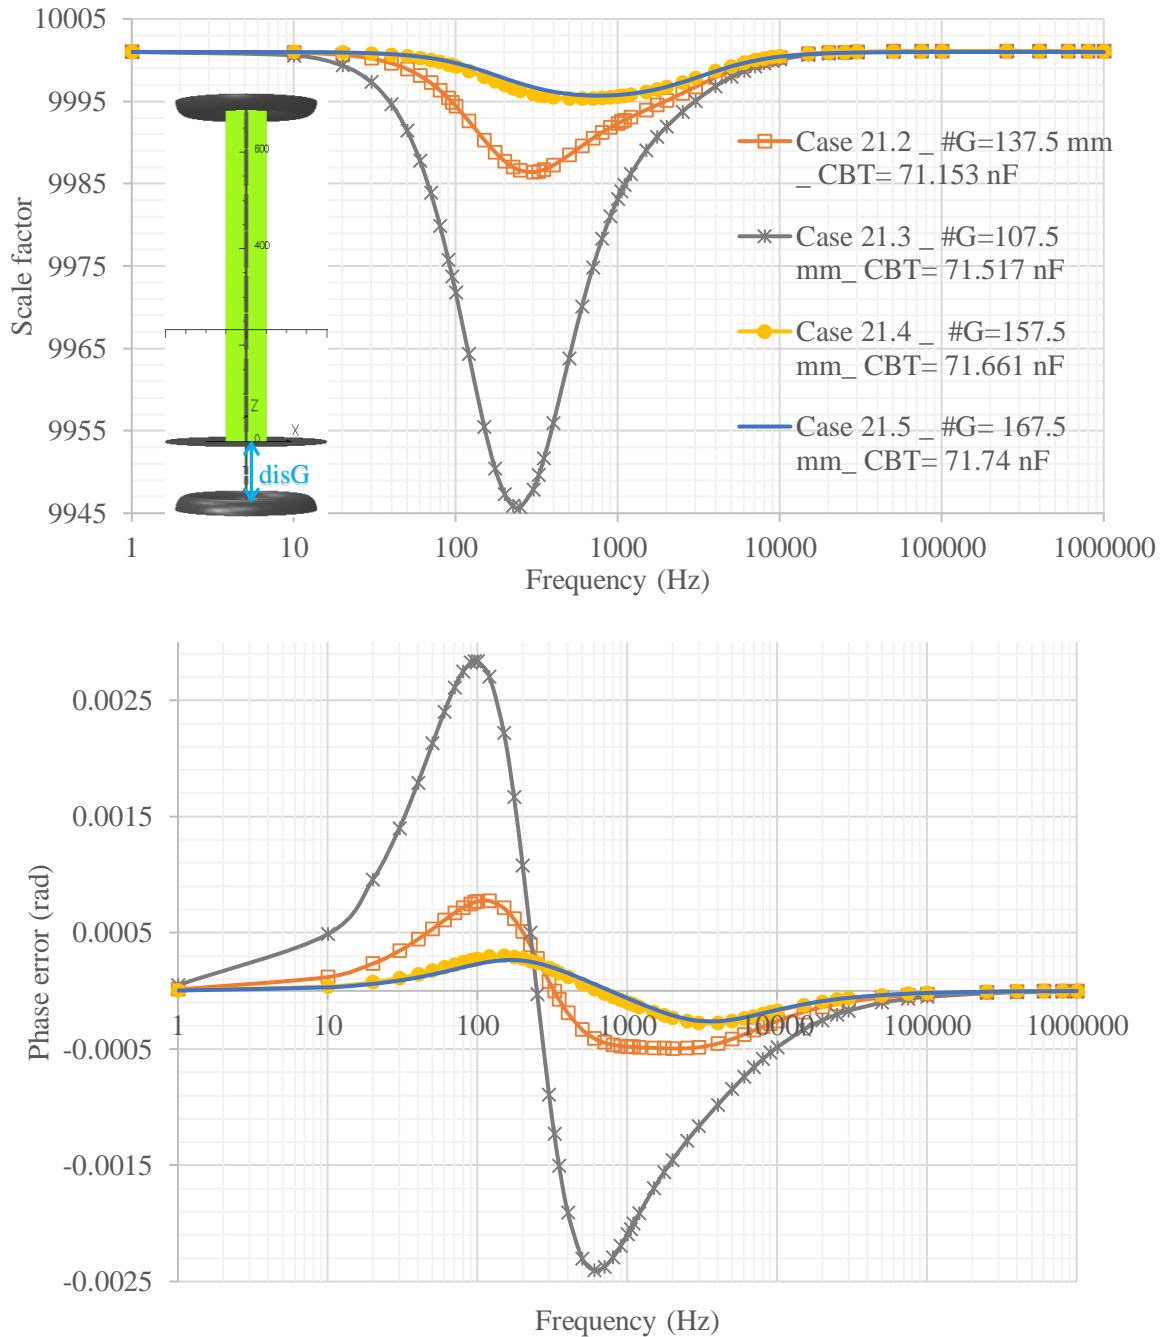 10005
9995
9985
9975
9965
9955
9945
Scale factor
600
400
Z
X
0
disG
Case 21.2 _ #G=137.5 mm
_ CBT= 71.153 nF
Case 21.3 _ #G=107.5
mm_ CBT= 71.517 nF
Case 21.4 _ #G=157.5
mm_ CBT= 71.661 nF
Case 21.5 _ #G= 167.5
mm_ CBT= 71.74 nF
1 10 100 1000 10000 100000 1000000
Frequency (Hz)
0.0025
0.0015
0.0005
-0.0005
-0.0015
-0.0025
Phase error (rad)
1 10 100 1000 10000 100000 1000000
Frequency (Hz)